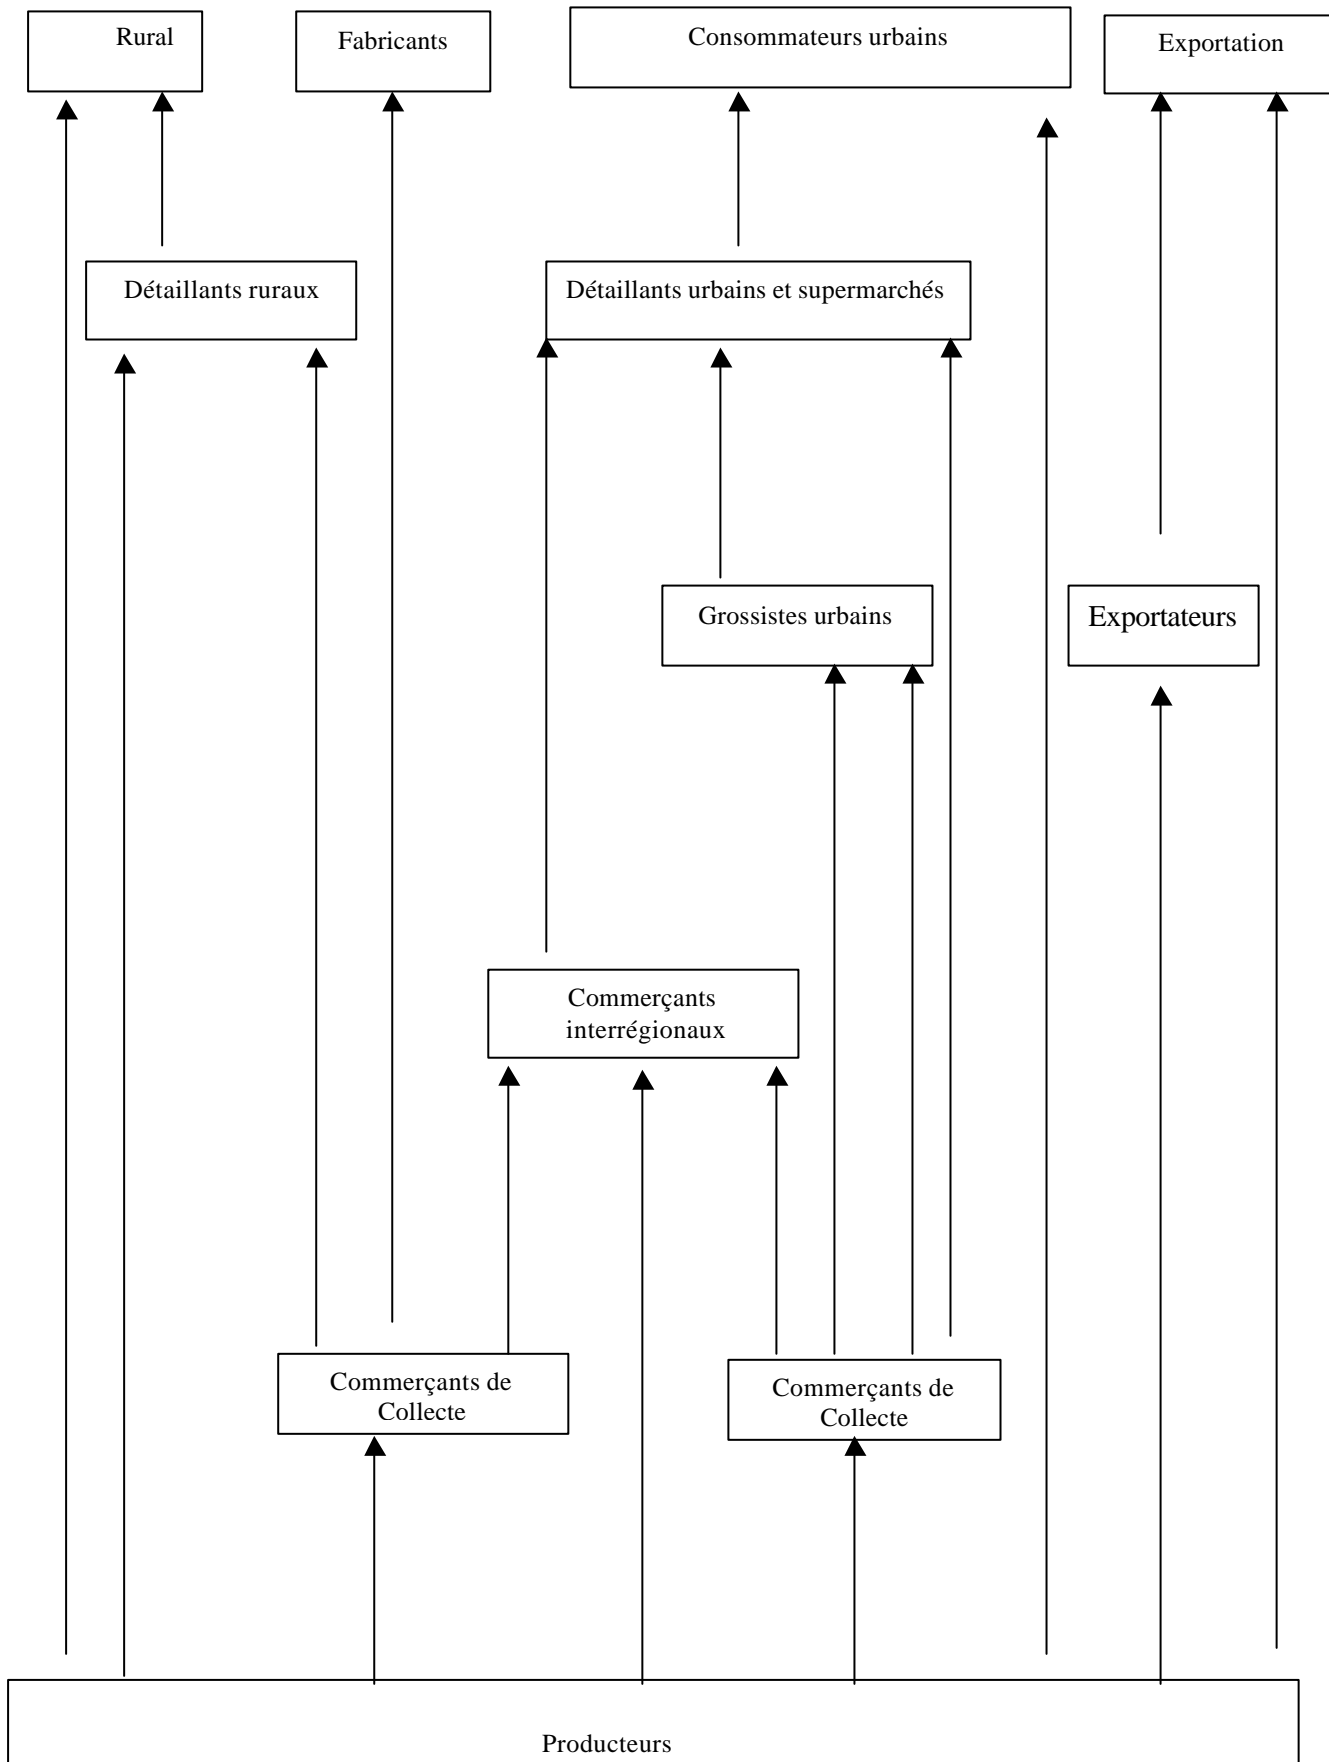 Rural
Fabricants
Consommateurs urbains
Exportation
Détaillants ruraux
Détaillants urbains et supermarchés
Grossistes urbains
Exportateurs
Commerçants
interrégionaux
Commerçants de
Collecte
Commerçants de
Collecte
Producteurs